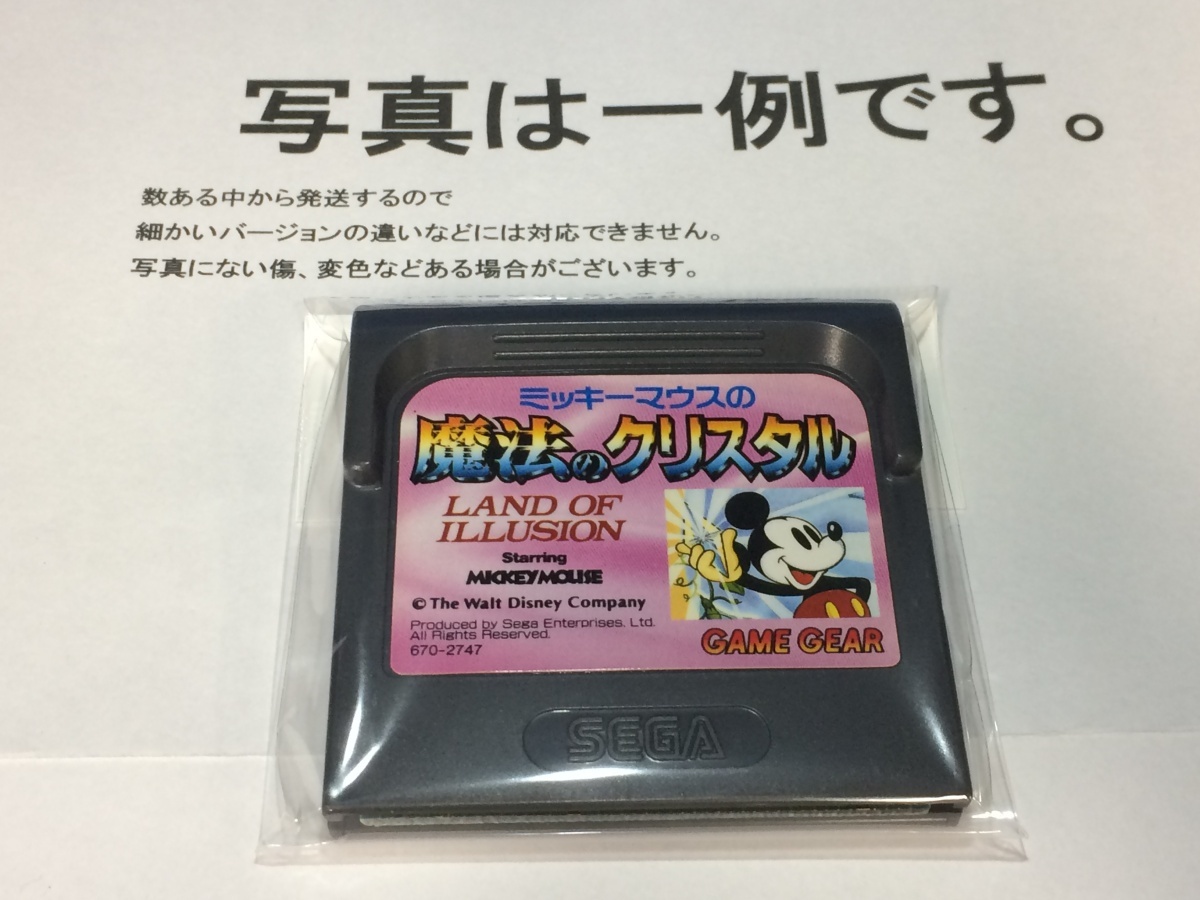 写真は一例です。
数ある中から発送するので
細かいバージョンの違いなどには対応できません。
写真にない傷、変色などある場合がございます。
ミッキーマウスの
魔法のクリスタル
LAND OF
ILLUSION
Starring
MICKEY MOUSE
© The Walt Disney Company
Produced by Sega Enterprises. Ltd.
All Rights Reserved.
670-2747
GAME GEAR
SEGA